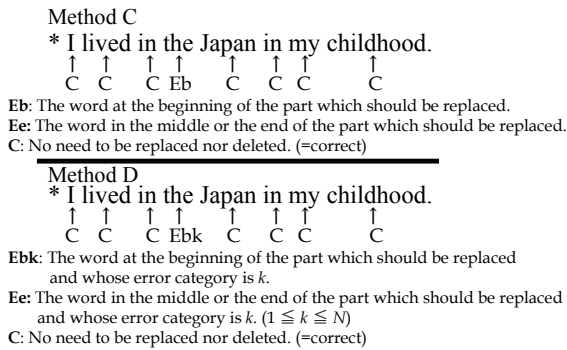 Method C
* I lived in the Japan in my childhood.
↑ ↑ ↑ ↑ ↑ ↑ ↑ ↑
C C C Eb C C C C
Eb: The word at the beginning of the part which should be replaced.
Ee: The word in the middle or the end of the part which should be replaced.
C: No need to be replaced nor deleted. (=correct)
Method D
* I lived in the Japan in my childhood.
↑ ↑ ↑ ↑ ↑ ↑ ↑ ↑
C C C Ebk C C C C
Ebk: The word at the beginning of the part which should be replaced
and whose error category is k.
Ee: The word in the middle or the end of the part which should be replaced
and whose error category is k. (1 ≦ k ≦ N)
C: No need to be replaced nor deleted. (=correct)